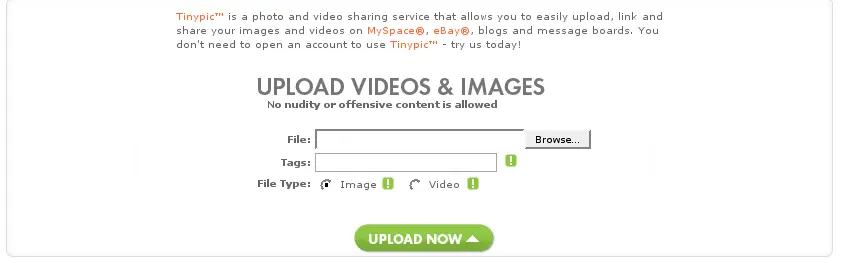 Tinypic™ is a photo and video sharing service that allows you to easily upload, link and
share your images and videos on MySpace®, eBay®, blogs and message boards. You
don't need to open an account to use Tinypic™ - try us today!
UPLOAD VIDEOS & IMAGES
No nudity or offensive content is allowed
File: Browse...
Tags: !
File Type: Image ! Video !
UPLOAD NOW